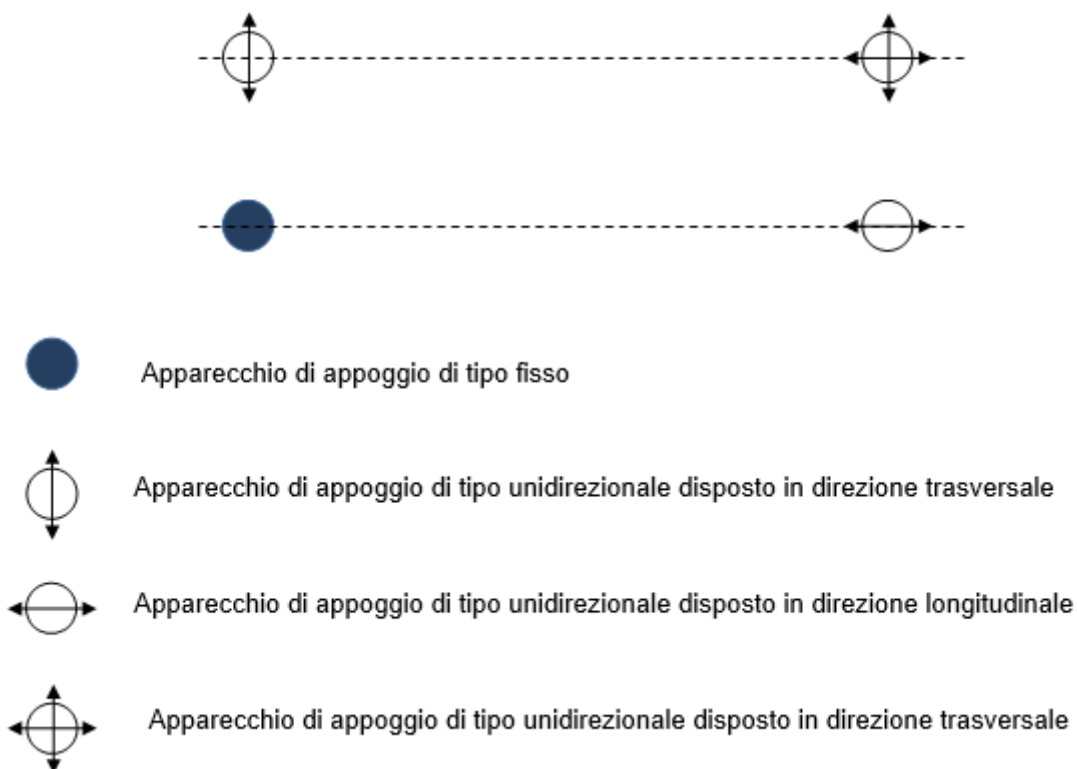 Apparecchio di appoggio di tipo fisso
Apparecchio di appoggio di tipo unidirezionale disposto in direzione trasversale
Apparecchio di appoggio di tipo unidirezionale disposto in direzione longitudinale
Apparecchio di appoggio di tipo unidirezionale disposto in direzione trasversale